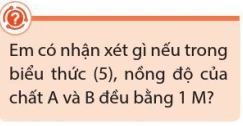 Em có nhận xét gì nếu trong
biểu thức (5), nồng độ của
chất A và B đều bằng 1 M?